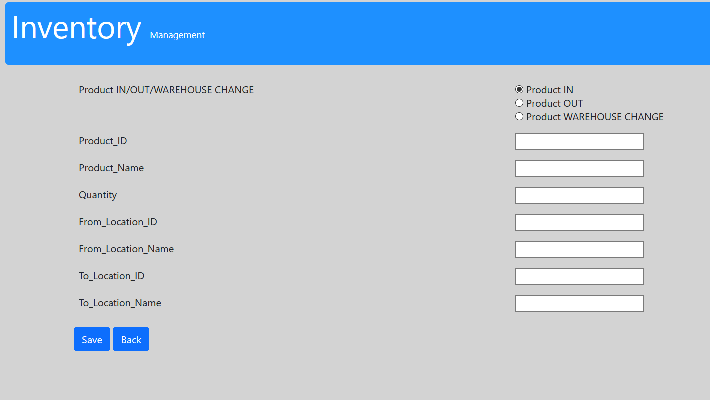 Inventory Management
Product IN/OUT/WAREHOUSE CHANGE
Product IN
Product OUT
Product WAREHOUSE CHANGE
Product_ID
Product_Name
Quantity
From_Location_ID
From_Location_Name
To_Location_ID
To_Location_Name
Save Back